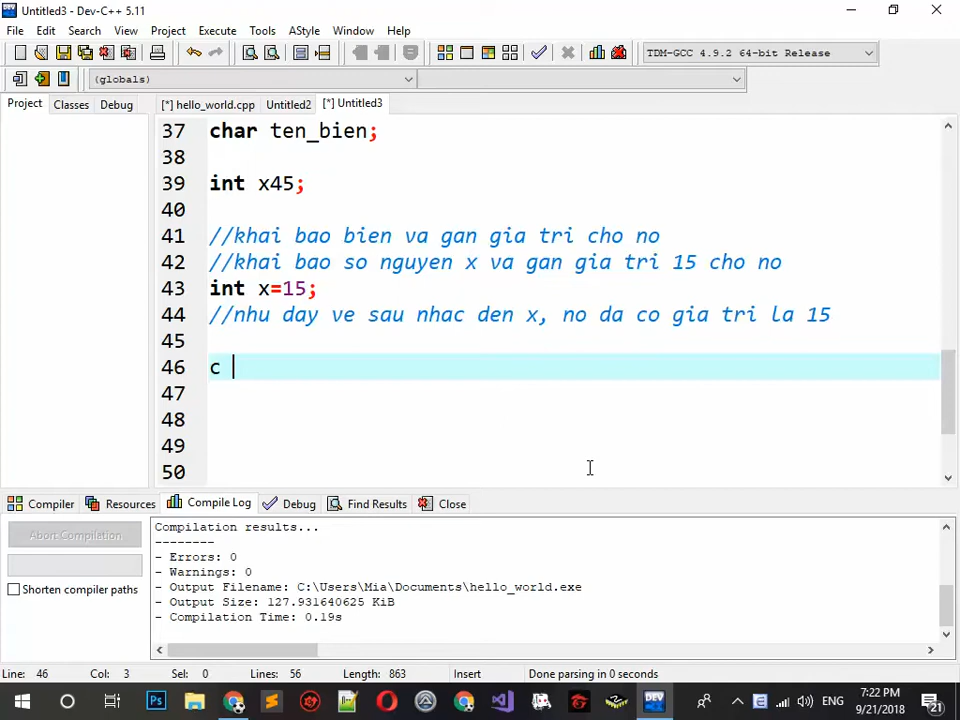 Untitled3 - Dev-C++ 5.11
File Edit Search View Project Execute Tools AStyle Window Help
TDM-GCC 4.9.2 64-bit Release
(globals)
Project Classes Debug [*] hello_world.cpp Untitled2 [*] Untitled3
37 char ten_bien;
38
39 int x45;
40
41 //khai bao bien va gan gia tri cho no
42 //khai bao so nguyen x va gan gia tri 15 cho no
43 int x=15;
44 //nhu day ve sau nhac den x, no da co gia tri la 15
45
46 c
47
48
49
50
Compiler Resources Compile Log Debug Find Results Close
Abort Compilation
Shorten compiler paths
Compilation results...
--------
- Errors: 0
- Warnings: 0
- Output Filename: C:\Users\Mia\Documents\hello_world.exe
- Output Size: 127.931640625 KiB
- Compilation Time: 0.19s
Line: 46 Col: 3 Sel: 0 Lines: 56 Length: 863 Insert Done parsing in 0 seconds
Ps DEV ENG 7:22 PM
9/21/2018 21